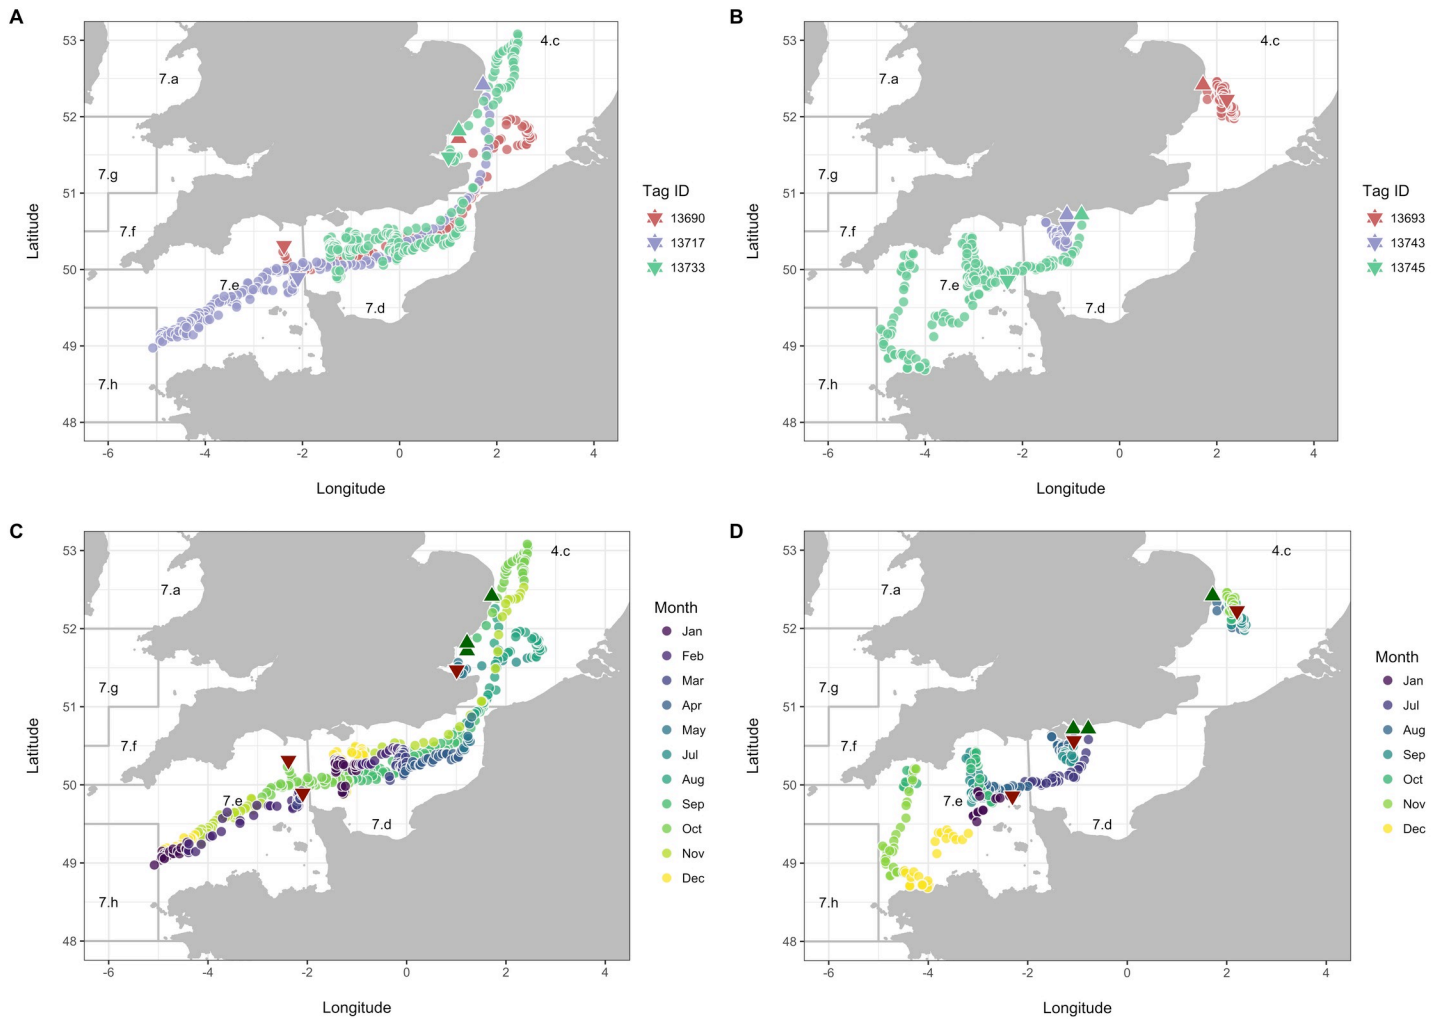 A
53
52
51
50
49
48
Latitude
-6
-4
-2
0
2
4
Longitude
4.c
7.a
7.g
7.f
7.e
7.d
7.h
Tag ID
13690
13717
13733
B
53
52
51
50
49
48
Latitude
-6
-4
-2
0
2
4
Longitude
4.c
7.a
7.g
7.f
7.e
7.d
7.h
Tag ID
13693
13743
13745
C
53
52
51
50
49
48
Latitude
-6
-4
-2
0
2
4
Longitude
4.c
7.a
7.g
7.f
7.e
7.d
7.h
Month
Jan
Feb
Mar
Apr
May
Jul
Aug
Sep
Oct
Nov
Dec
D
53
52
51
50
49
48
Latitude
-6
-4
-2
0
2
4
Longitude
4.c
7.a
7.g
7.f
7.e
7.d
7.h
Month
Jan
Jul
Aug
Sep
Oct
Nov
Dec